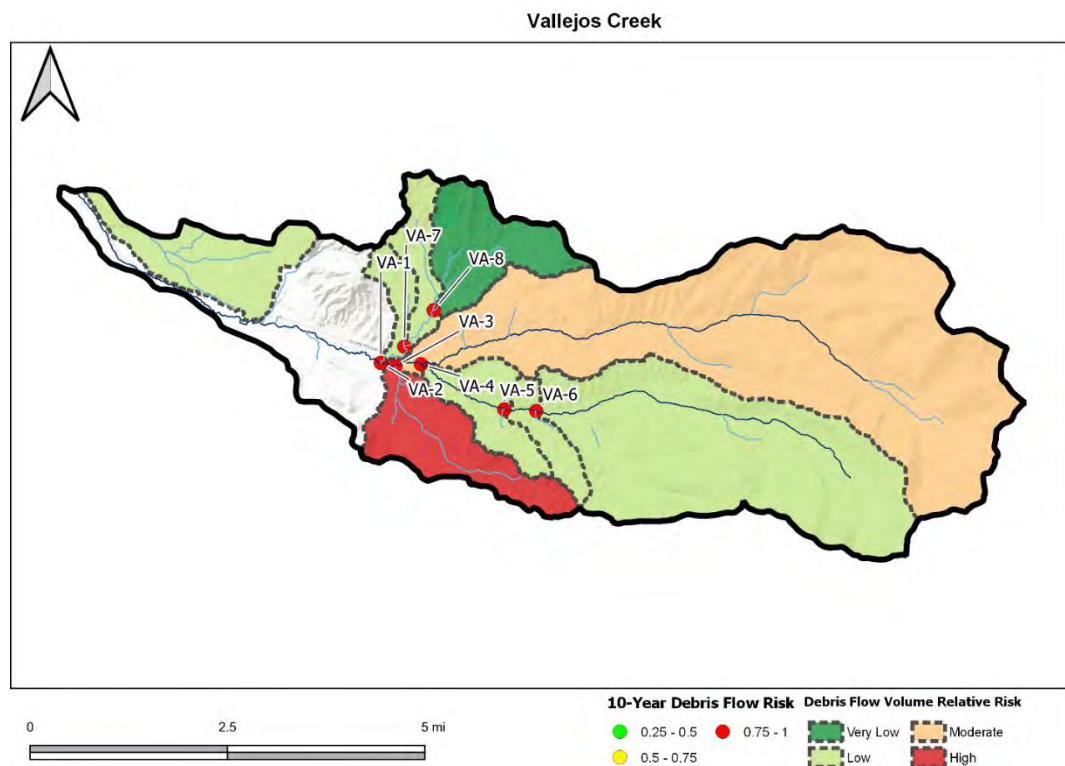 Vallejos Creek
VA-7
VA-1
VA-8
VA-3
VA-4
VA-5
VA-6
VA-2
0
2.5
5 mi
10-Year Debris Flow Risk
0.25 - 0.5
0.75 - 1
0.5 - 0.75
Debris Flow Volume Relative Risk
Very Low
Moderate
Low
High